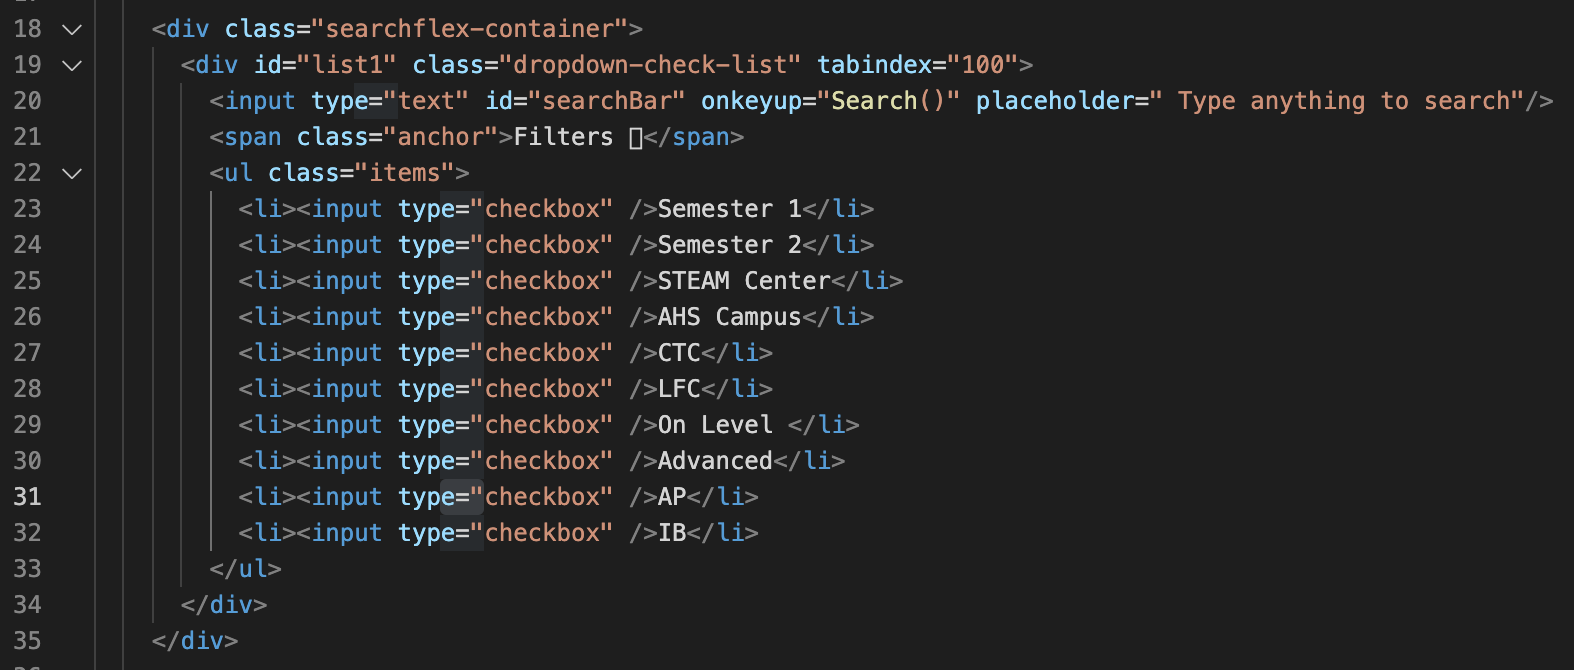 18 <div class="searchflex-container">
19 <div id="list1" class="dropdown-check-list" tabindex="100">
20 <input type="text" id="searchBar" onkeyup="Search()" placeholder=" Type anything to search"/>
21 <span class="anchor">Filters </span>
22 <ul class="items">
23 <li><input type="checkbox" />Semester 1</li>
24 <li><input type="checkbox" />Semester 2</li>
25 <li><input type="checkbox" />STEAM Center</li>
26 <li><input type="checkbox" />AHS Campus</li>
27 <li><input type="checkbox" />CTC</li>
28 <li><input type="checkbox" />LFC</li>
29 <li><input type="checkbox" />On Level </li>
30 <li><input type="checkbox" />Advanced</li>
31 <li><input type="checkbox" />AP</li>
32 <li><input type="checkbox" />IB</li>
33 </ul>
34 </div>
35 </div>